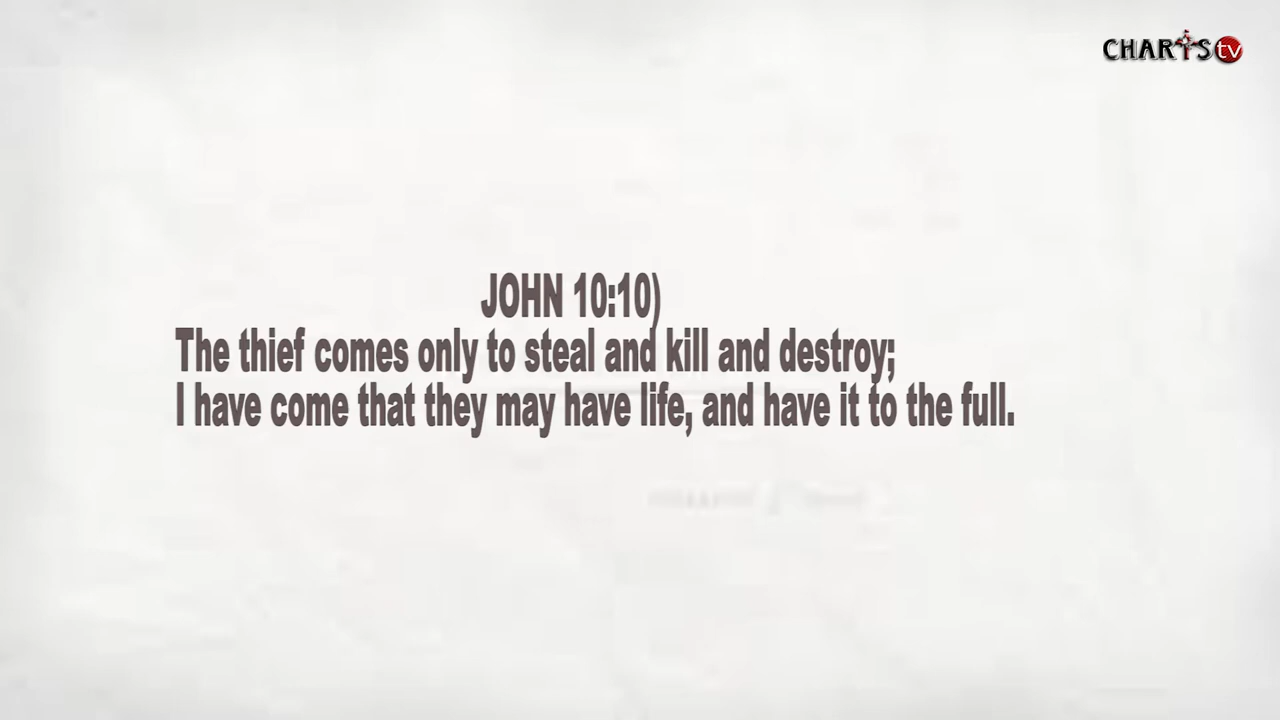 CHARIS tv
JOHN 10:10)
The thief comes only to steal and kill and destroy;
I have come that they may have life, and have it to the full.